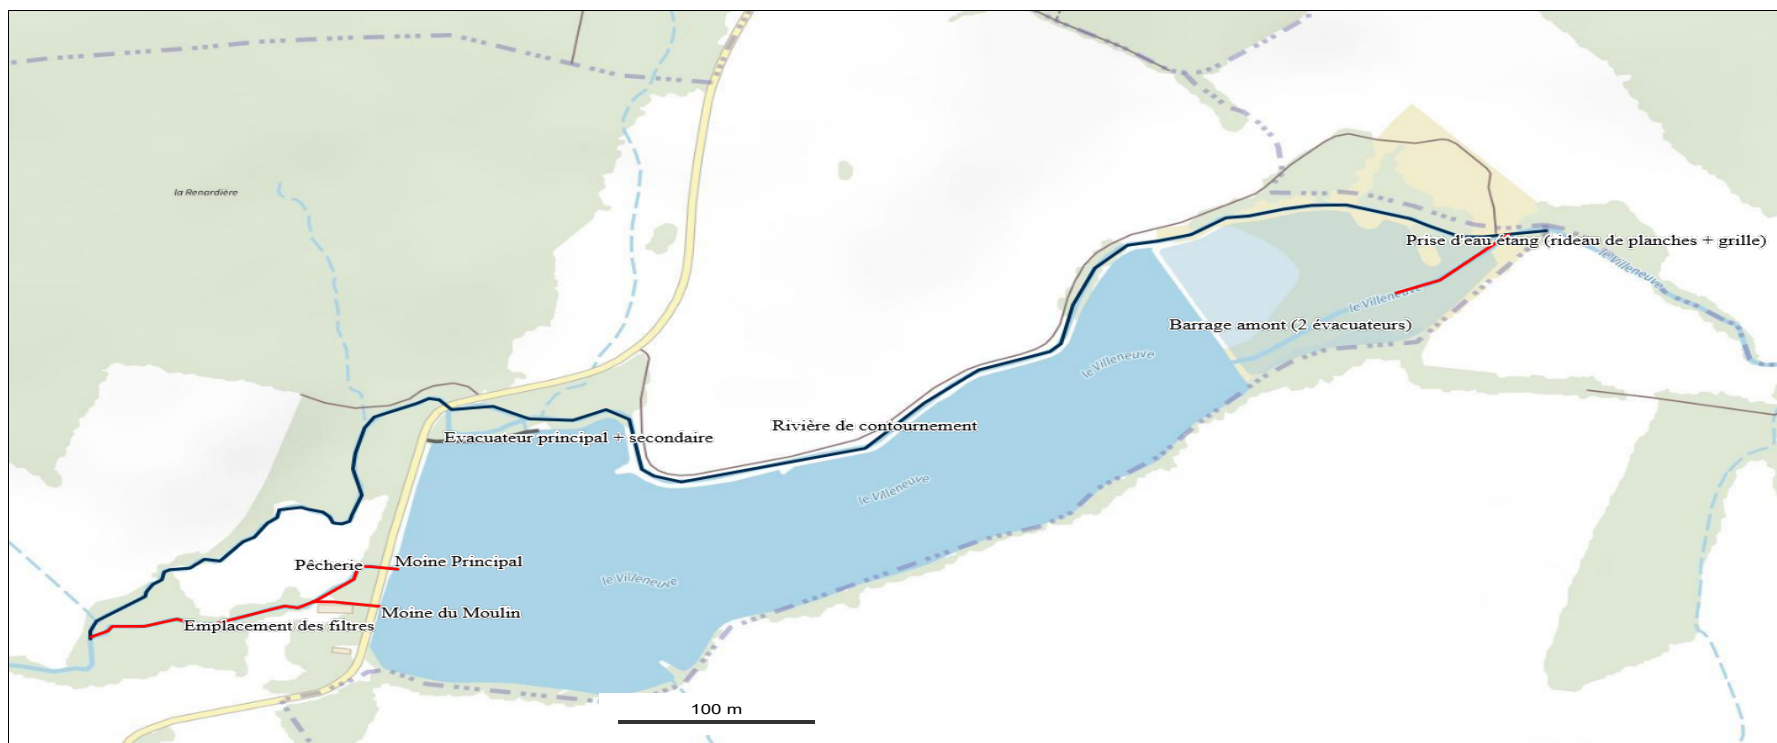 la Renardière
Prise d'eau étang (rideau de planches + grille)
le Villeneuve
le Villeneuve
Barrage amont (2 évacuateurs)
le Villeneuve
Rivière de contournement
Evacuateur principal + secondaire
le Villeneuve
Pêcherie
Moine Principal
le Villeneuve
Moine du Moulin
Emplacement des filtres
100 m